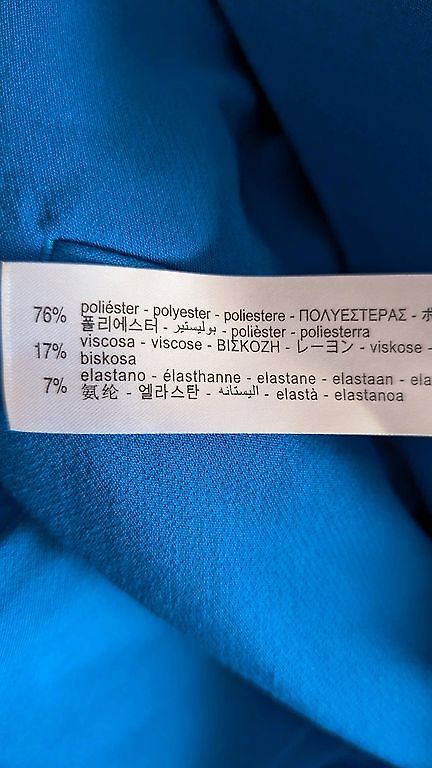 76% poliéster - polyester - poliestere - ΠΟΛΥΕΣΤΕΡΑΣ -
폴리에스터 - بوليستير - polièster - poliesterra
17% viscosa - viscose - ΒΙΣΚΟΖΗ - レーヨン - viskose -
biskosa
7% elastano - élasthanne - elastane - elastaan -
氨纶 - 엘라스탄 - اليستانه - elastà - elastanoa